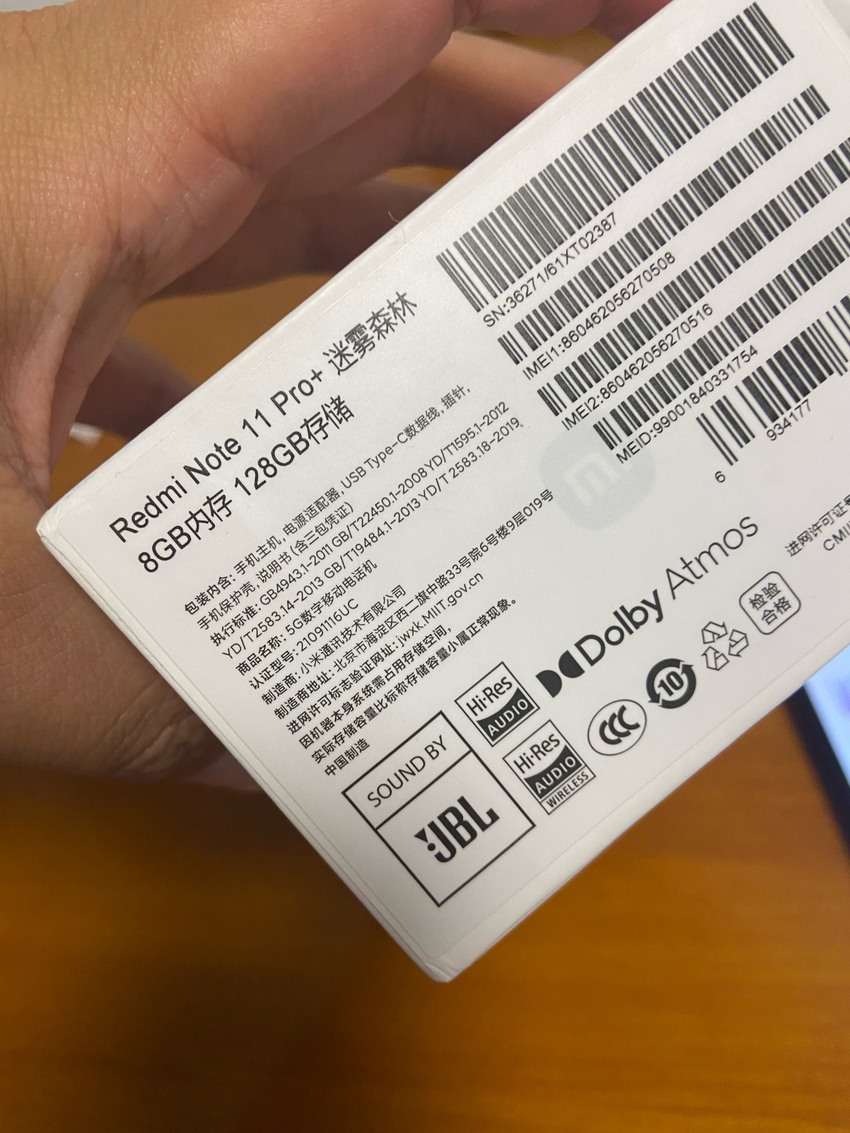 Redmi Note 11 Pro+ 迷雾森林
8GB内存 128GB存储
包装内含: 手机主机, 电源适配器, USB Type-C数据线, 插针,
手机保护壳, 说明书 (含三包凭证)
执行标准: GB4943.1-2011 GB/T22450.1-2008 YD/T1595.1-2012
YD/T2583.14-2013 GB/T19484.1-2013 YD/T 2583.18-2019
商品名称: 5G数字移动电话机
认证型号: 21091116UC
制造商: 小米通讯技术有限公司
制造商地址: 北京市海淀区西二旗中路33号院6号楼9层019号
进网许可标志验证网址: jwxk.MIIT.gov.cn
因机器本身系统需占用存储空间,
实际存储容量比标称存储容量小属正常现象。
中国制造
SN:36271/61XT02387
IMEI1:860462056270508
IMEI2:860462056270516
MEID:99001840331754
6 934177
进网许可证号
CMII
SOUND BY
JBL
Hi-Res
AUDIO
Hi-Res
AUDIO
WIRELESS
Dolby Atmos
CCC
10
检验
合格